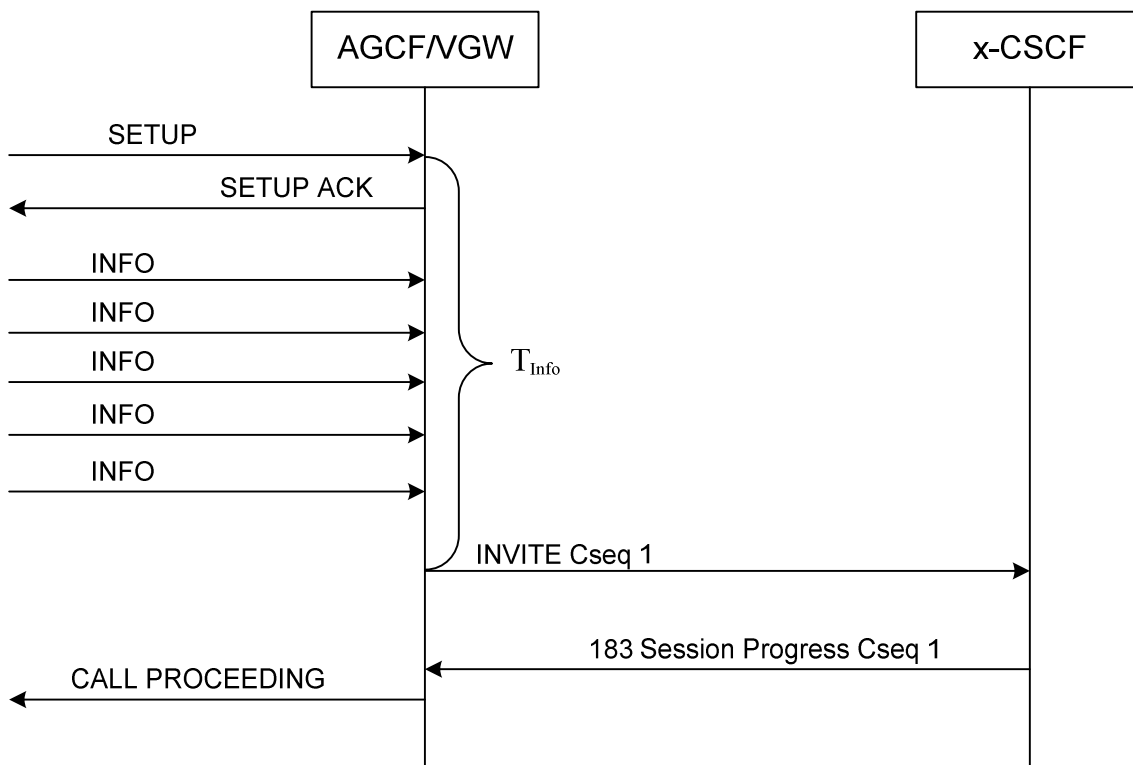 AGCF/VGW
x-CSCF
SETUP
SETUP ACK
INFO
INFO
INFO
INFO
INFO
TInfo
INVITE Cseq 1
183 Session Progress Cseq 1
CALL PROCEEDING